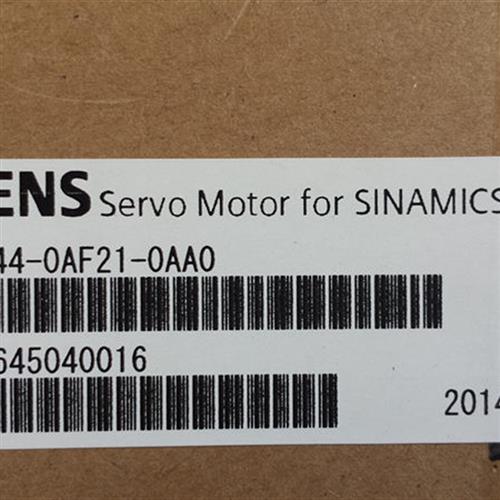 ENS Servo Motor for SINAMICS
44-0AF21-0AA0
645040016
2014